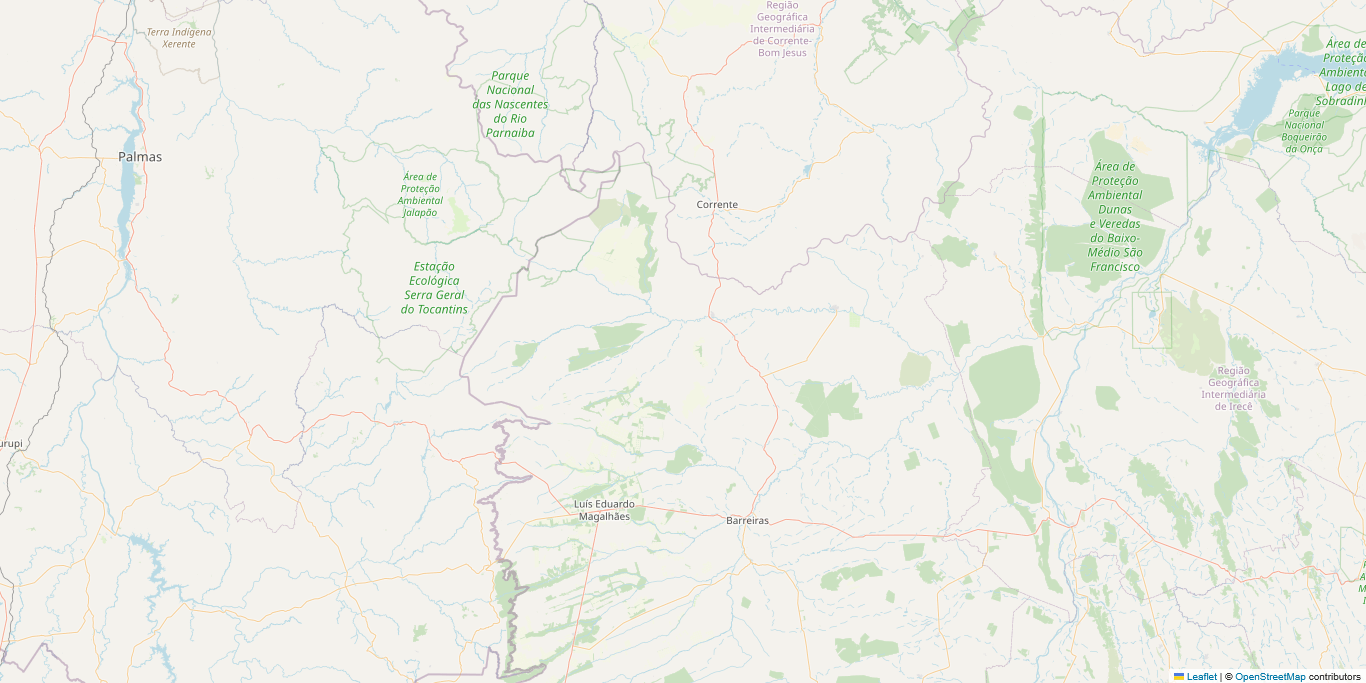 Região
Geográfica
Intermediária
de Corrente-
Bom Jesus
Terra Indígena
Xerente
Área de
Proteção
Ambiental
Lago de
Sobradinho
Parque
Nacional
das Nascentes
do Rio
Parnaíba
Parque
Nacional
Boqueirão
da Onça
Palmas
Área de
Proteção
Ambiental
Jalapão
Área de
Proteção
Ambiental
Dunas
e Veredas
do Baixo-
Médio São
Francisco
Corrente
Estação
Ecológica
Serra Geral
do Tocantins
Região
Geográfica
Intermediária
de Irecê
urupi
Luís Eduardo
Magalhães
Barreiras
Leaflet | © OpenStreetMap contributors